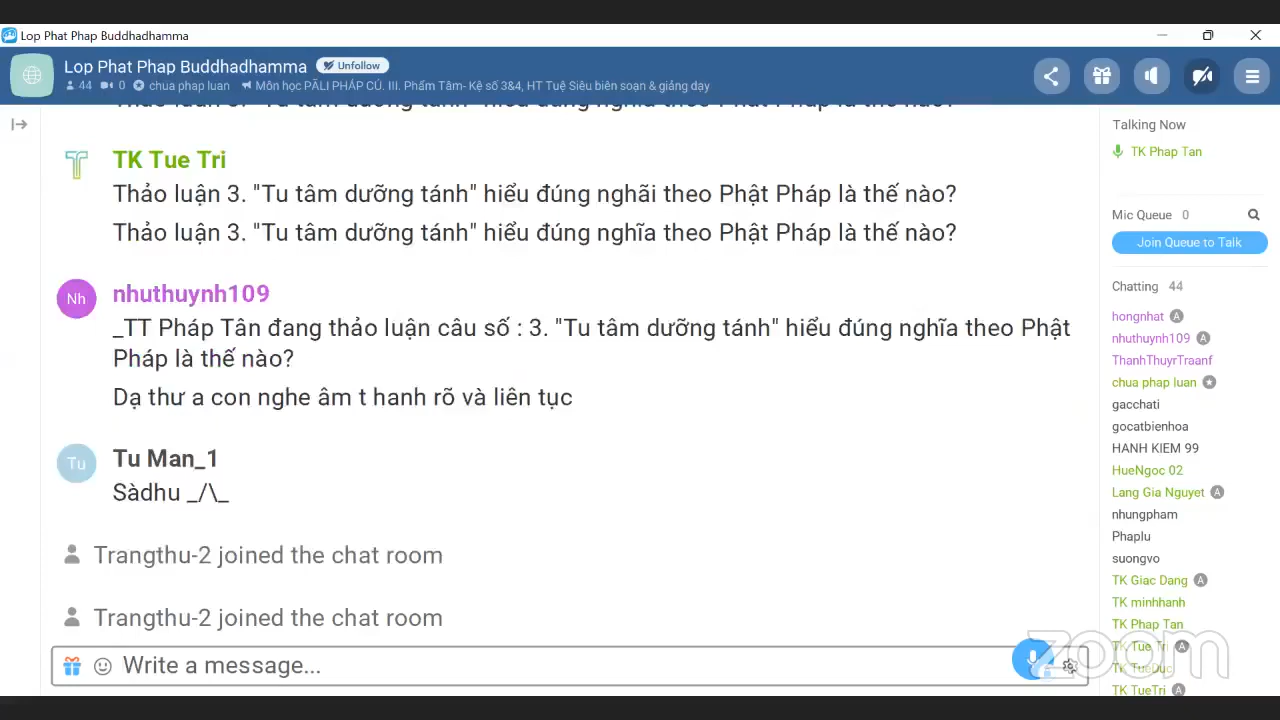 Lop Phat Phap Buddhadhamma
Lop Phat Phap Buddhadhamma Unfollow
44 0 chua phap luan Môn học PĀLI PHÁP CÚ. III. Phẩm Tâm- Kệ số 3&4, HT Tuệ Siêu biên soạn & giảng dạy
TK Tue Tri
Thảo luận 3. "Tu tâm dưỡng tánh" hiểu đúng nghãi theo Phật Pháp là thế nào?
Thảo luận 3. "Tu tâm dưỡng tánh" hiểu đúng nghĩa theo Phật Pháp là thế nào?
Nh
nhuthuynh109
_TT Pháp Tân đang thảo luận câu số : 3. "Tu tâm dưỡng tánh" hiểu đúng nghĩa theo Phật
Pháp là thế nào?
Dạ thư a con nghe âm t hanh rõ và liên tục
Tu
Tu Man_1
Sàdhu _/\_
Trangthu-2 joined the chat room
Trangthu-2 joined the chat room
Write a message...
Talking Now
TK Phap Tan
Mic Queue 0
Join Queue to Talk
Chatting 44
hongnhat A
nhuthuynh109 A
ThanhThuyrTraanf
chua phap luan
gacchati
gocatbienhoa
HANH KIEM 99
HueNgoc 02
Lang Gia Nguyet A
nhungpham
Phaplu
suongvo
TK Giac Dang A
TK minhhanh
TK Phap Tan
TK Tue Tri A
TK TueDuc
TK TueTri A
zoom